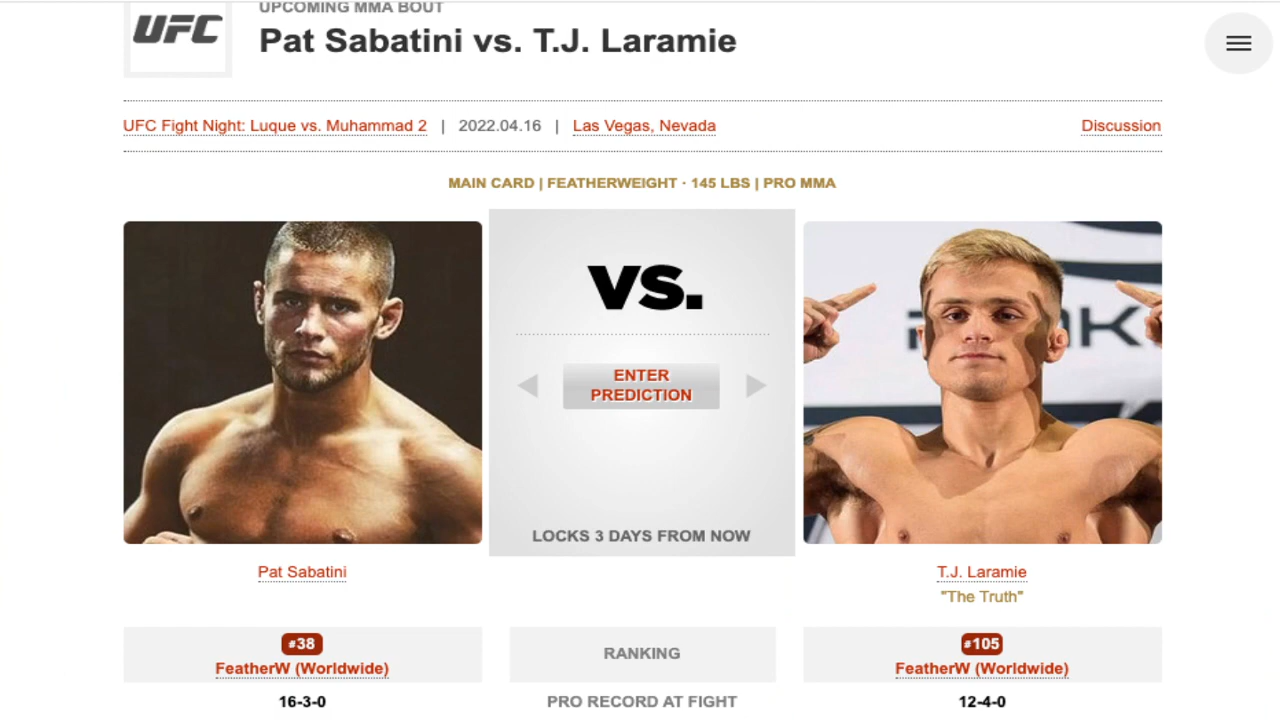 UPCOMING MMA BOUT
UFC
Pat Sabatini vs. T.J. Laramie
UFC Fight Night: Luque vs. Muhammad 2 | 2022.04.16 | Las Vegas, Nevada Discussion
MAIN CARD | FEATHERWEIGHT · 145 LBS | PRO MMA
VS.
ENTER
PREDICTION
LOCKS 3 DAYS FROM NOW
Pat Sabatini
T.J. Laramie
"The Truth"
#38
FeatherW (Worldwide)
RANKING
#105
FeatherW (Worldwide)
16-3-0 PRO RECORD AT FIGHT 12-4-0